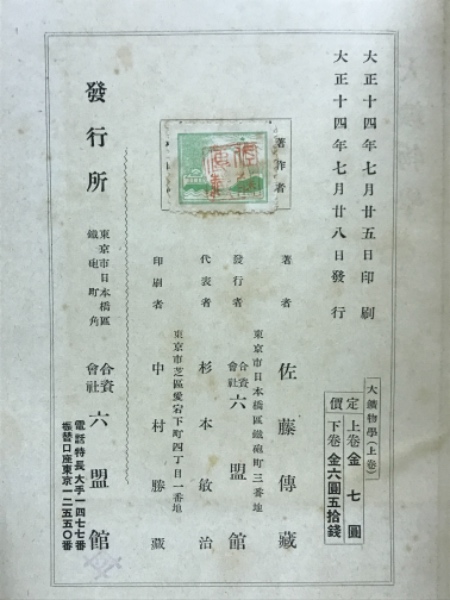 大正十四年七月廿五日印刷
大正十四年七月廿八日發行
大鑛物學(上卷)
定價
上卷金七圓
下卷金六圓五拾錢
著作者
著者 佐藤傳藏
東京市日本橋區鐵砲町三番地
發行者 合資會社六盟館
代表者 杉本敏治
東京市芝區愛宕下町四丁目一番地
印刷者 中村勝藏
發行所
東京市日本橋區鐵砲町角
合資會社六盟館
電話特長大手一四七七番
振替口座東京一二五五〇番